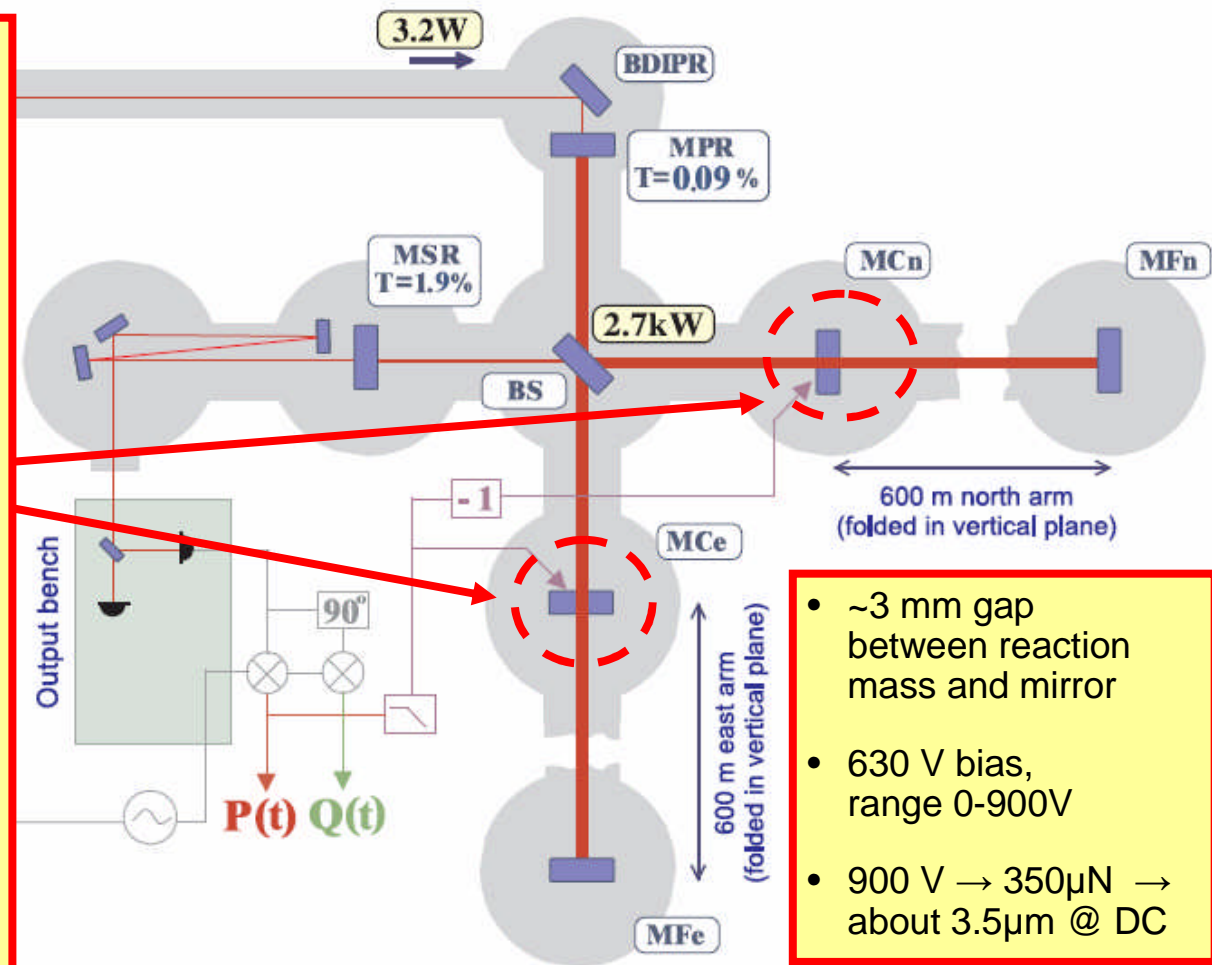 3.2W
BDIPR
MPR
T=0.09 %
MSR
T=1.9%
MCn
MFn
2.7kW
BS
- 1
600 m north arm
(folded in vertical plane)
MCe
Output bench
90°
600 m east arm
(folded in vertical plane)
P(t) Q(t)
MFe
• ~3 mm gap
between reaction
mass and mirror
• 630 V bias,
range 0-900V
• 900 V → 350µN →
about 3.5µm @ DC